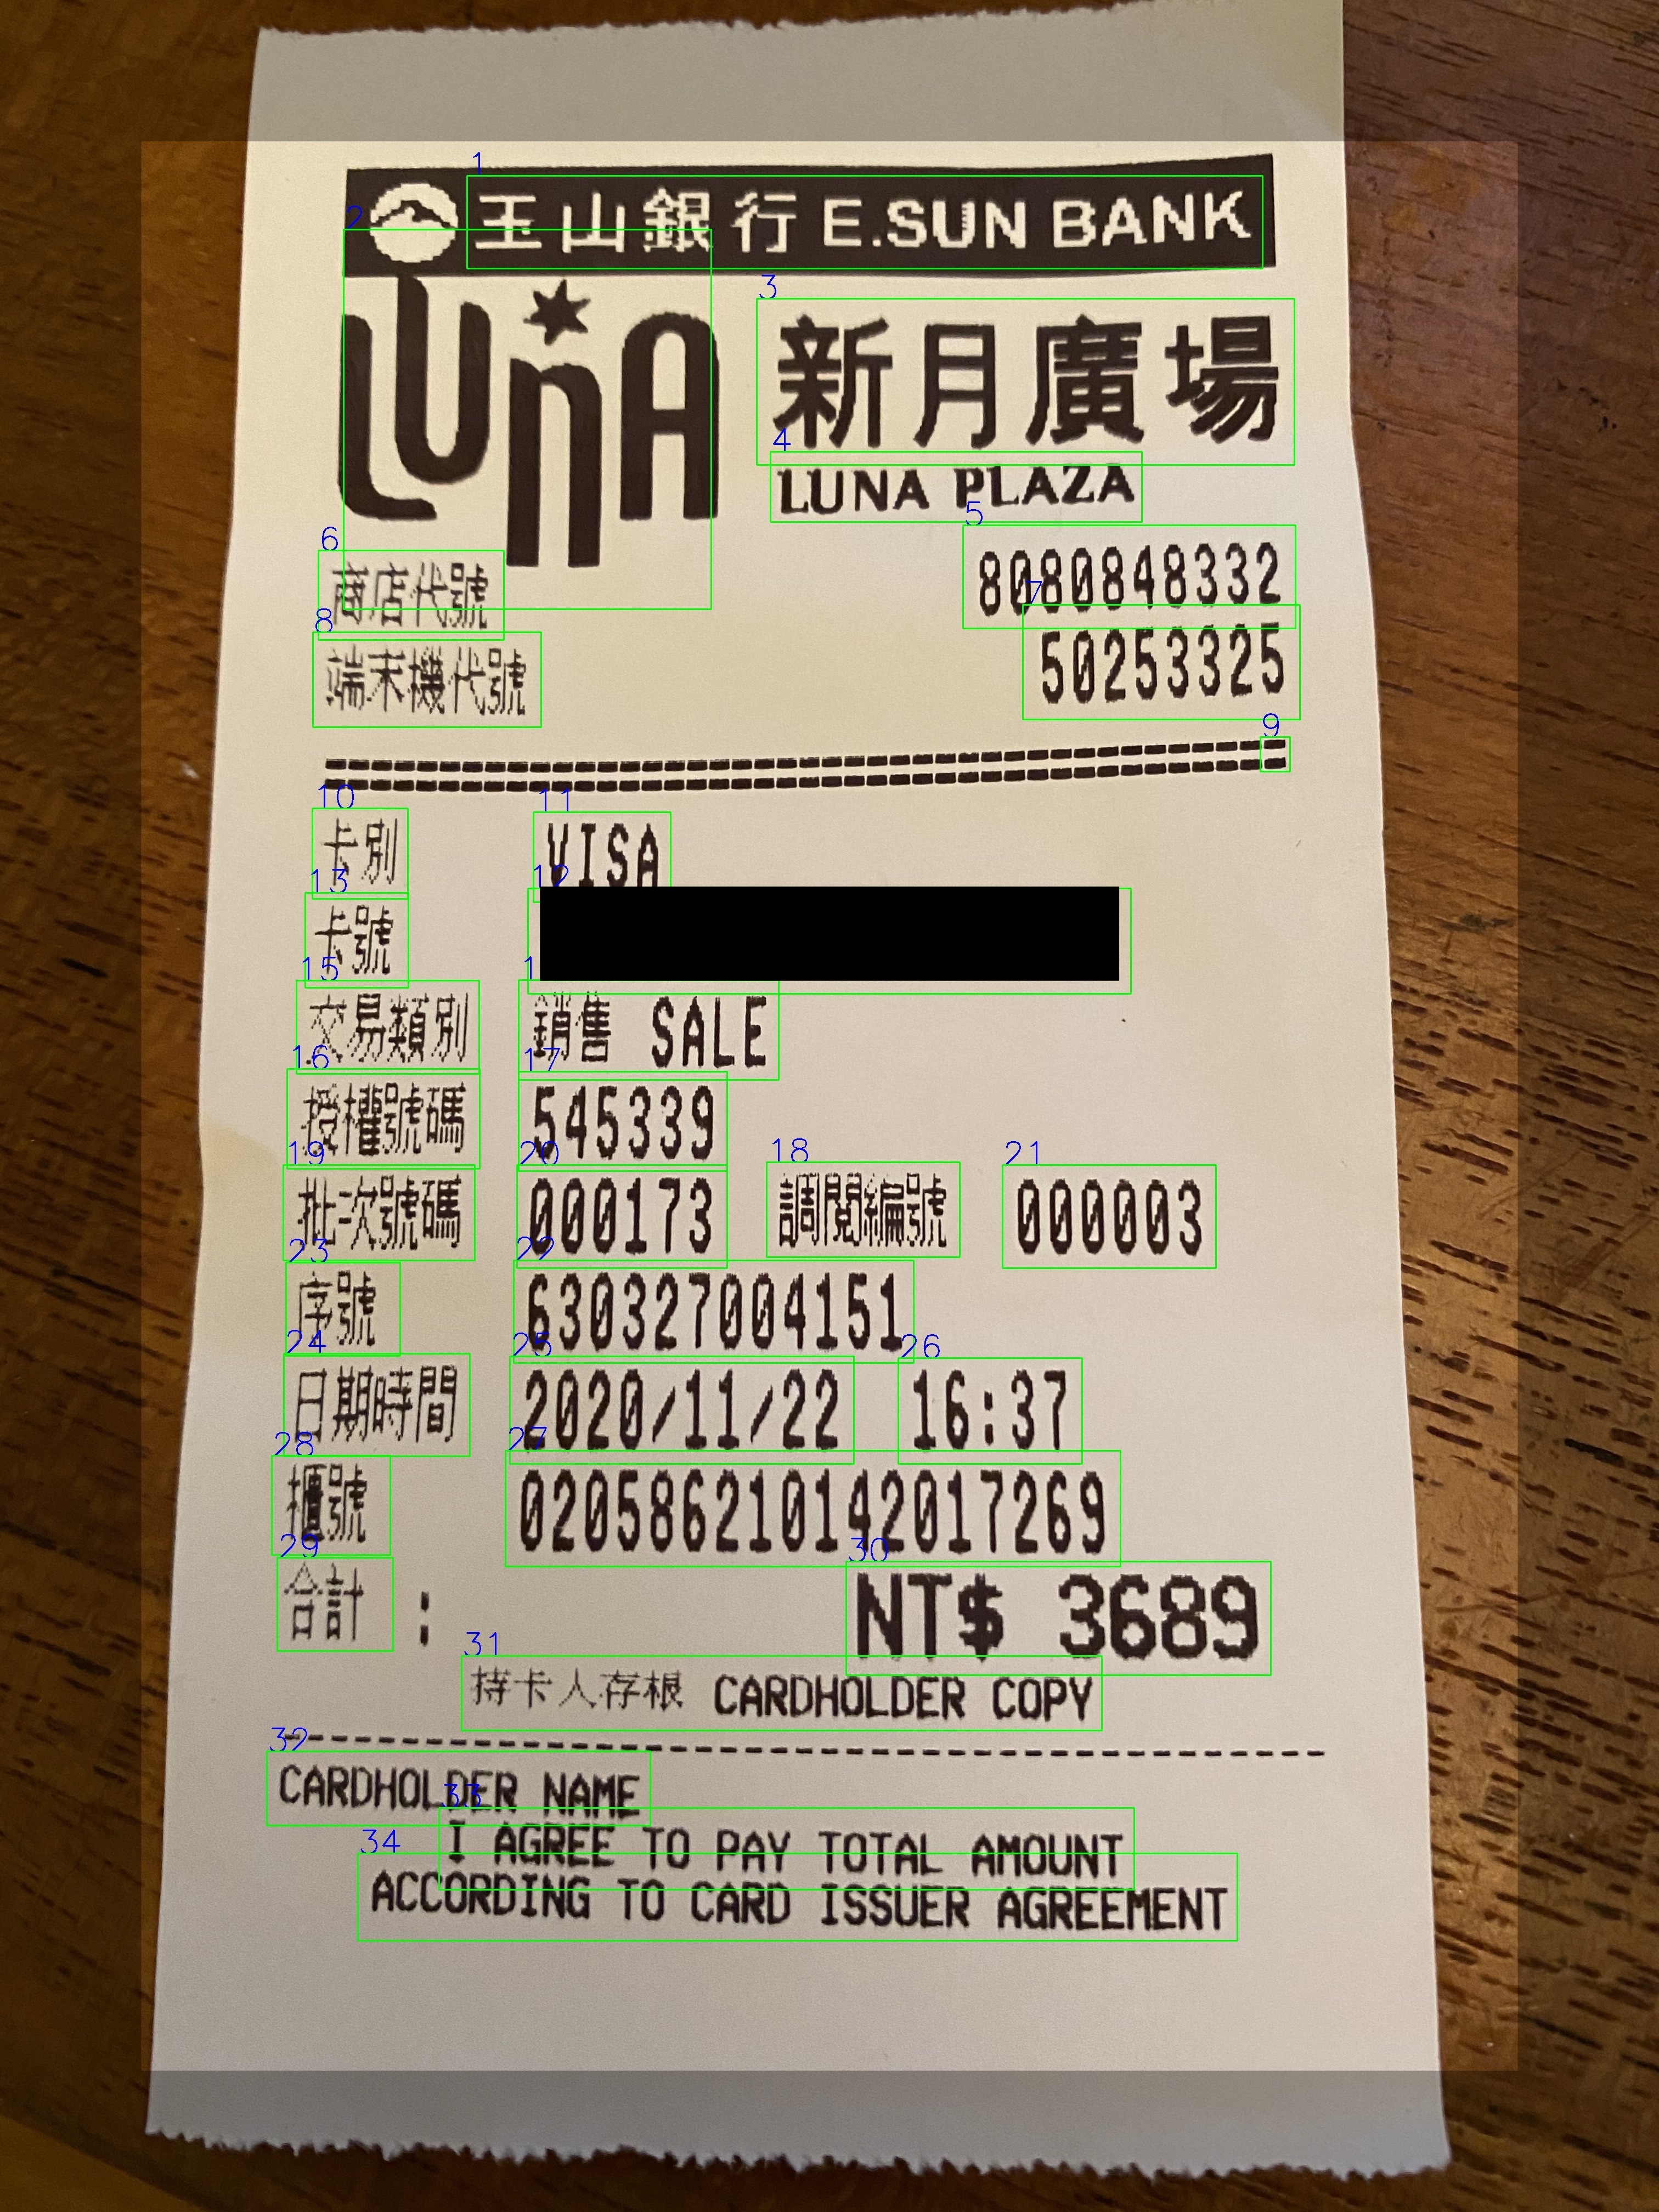 玉山銀行 E.SUN BANK
LUnA 新月廣場
LUNA PLAZA
商店代號 8080848332
端末機代號 50253325
卡別 VISA
卡號
交易類別 銷售 SALE
授權號碼 545339
批次號碼 000173 調閱編號 000003
序號 630327004151
日期時間 2020/11/22 16:37
櫃號 020586210142017269
合計 : NT$ 3689
持卡人存根 CARDHOLDER COPY
CARDHOLDER NAME
I AGREE TO PAY TOTAL AMOUNT
ACCORDING TO CARD ISSUER AGREEMENT